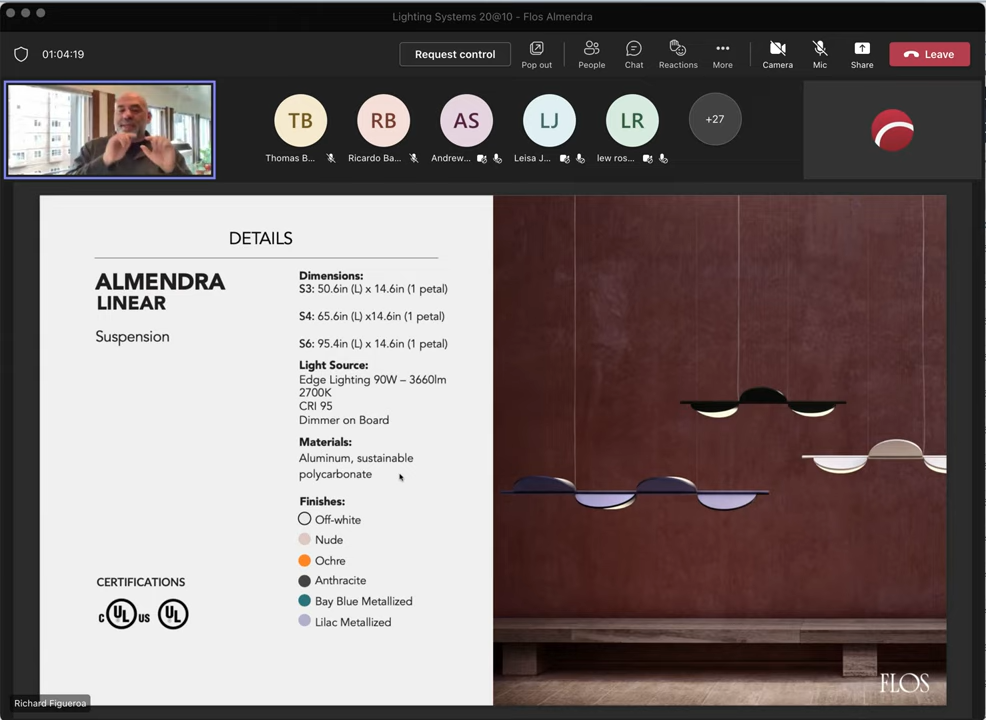 Lighting Systems 20@10 - Flos Almendra
01:04:19
Request control
Pop out
People
Chat
Reactions
More
Camera
Mic
Share
Leave
TB
RB
AS
LJ
LR
+27
Thomas B...
Ricardo Ba...
Andrew...
Leisa J...
lew ros...
DETAILS
ALMENDRA
LINEAR
Suspension
Dimensions:
S3: 50.6in (L) x 14.6in (1 petal)
S4: 65.6in (L) x14.6in (1 petal)
S6: 95.4in (L) x 14.6in (1 petal)
Light Source:
Edge Lighting 90W – 3660lm
2700K
CRI 95
Dimmer on Board
Materials:
Aluminum, sustainable
polycarbonate
Finishes:
Off-white
Nude
Ochre
Anthracite
Bay Blue Metallized
Lilac Metallized
CERTIFICATIONS
C UL US UL
FLOS
Richard Figueroa